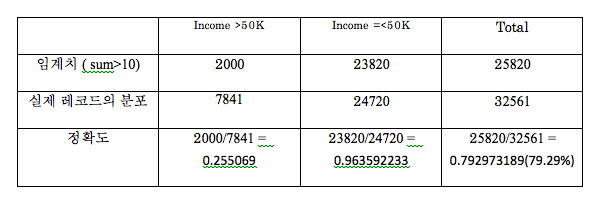 Income >50K Income =<50K Total
임계치 ( sum>10) 2000 23820 25820
실제 레코드의 분포 7841 24720 32561
정확도 2000/7841 = 23820/24720 = 25820/32561 =
0.255069 0.963592233 0.792973189(79.29%)